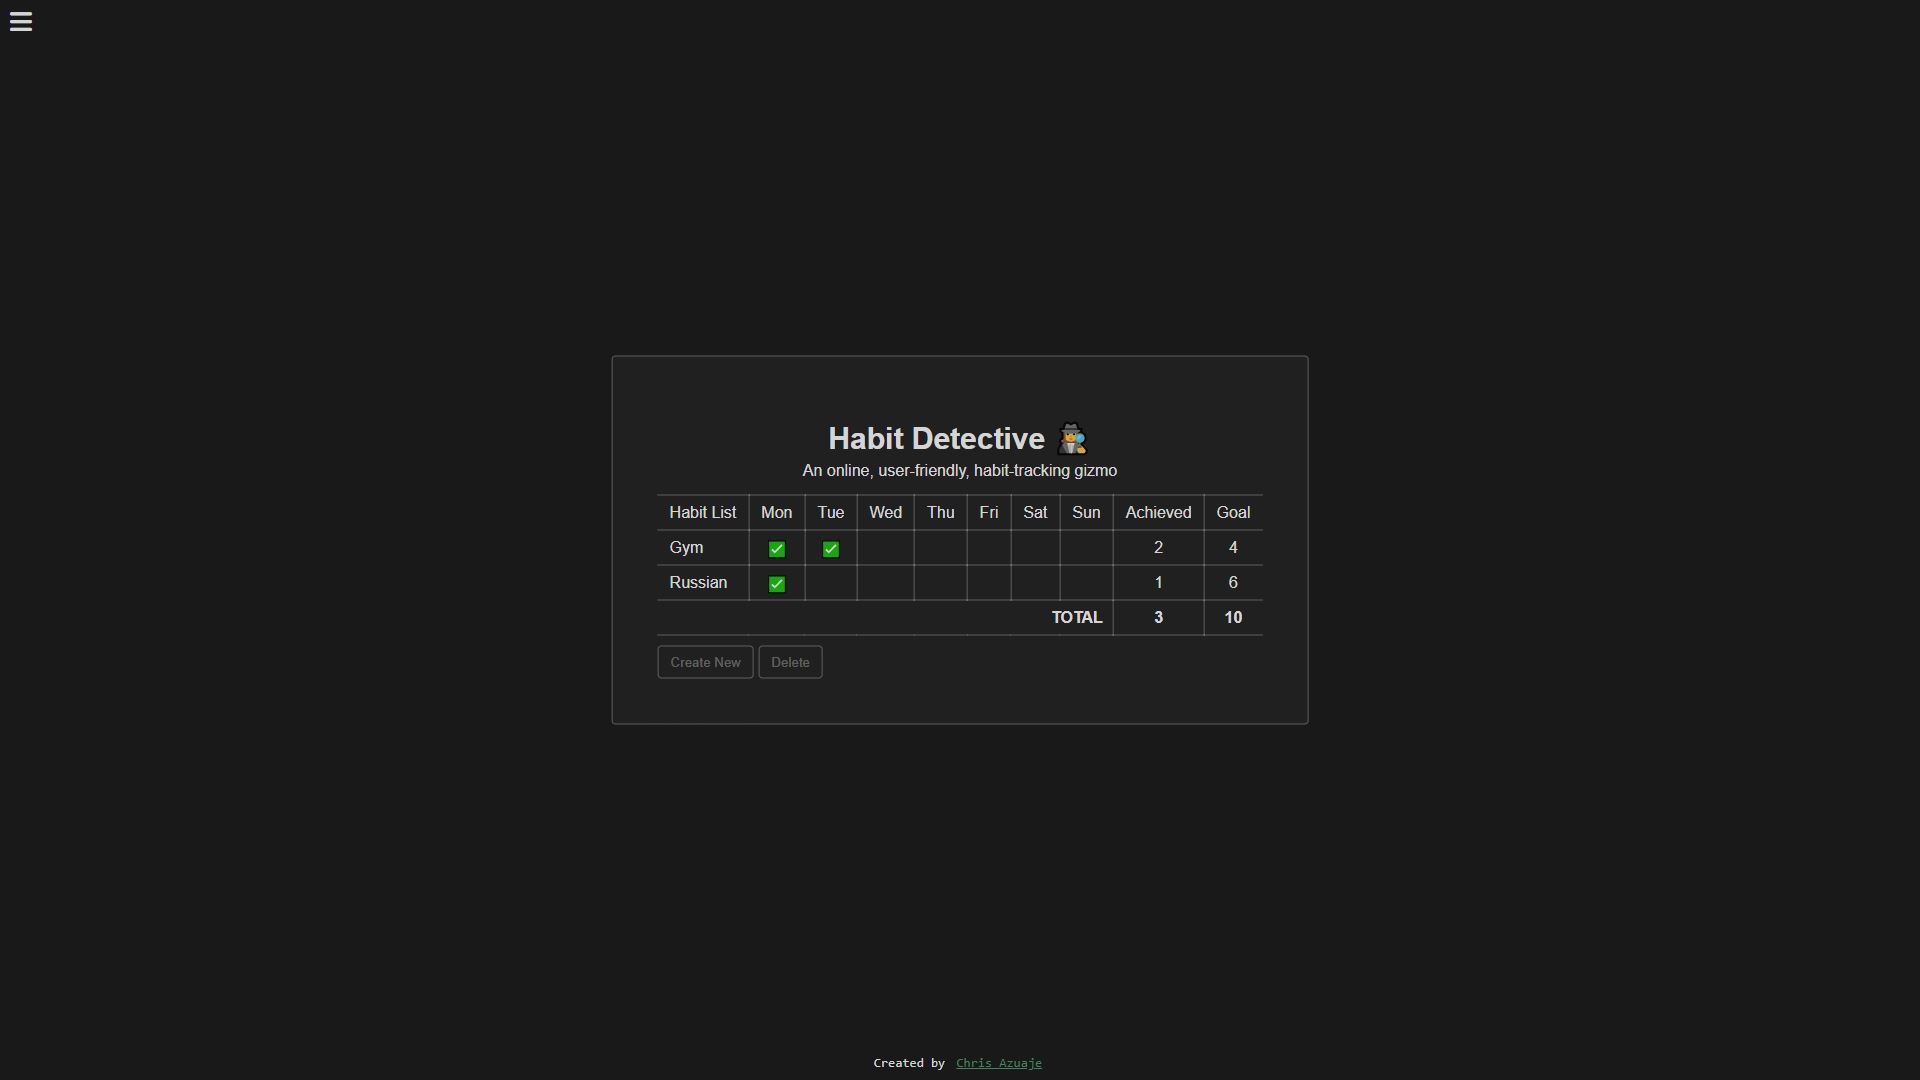 Habit Detective
An online, user-friendly, habit-tracking gizmo
Habit List Mon Tue Wed Thu Fri Sat Sun Achieved Goal
Gym ✅ ✅ 2 4
Russian ✅ 1 6
TOTAL 3 10
Create New Delete
Created by Chris Azuaje